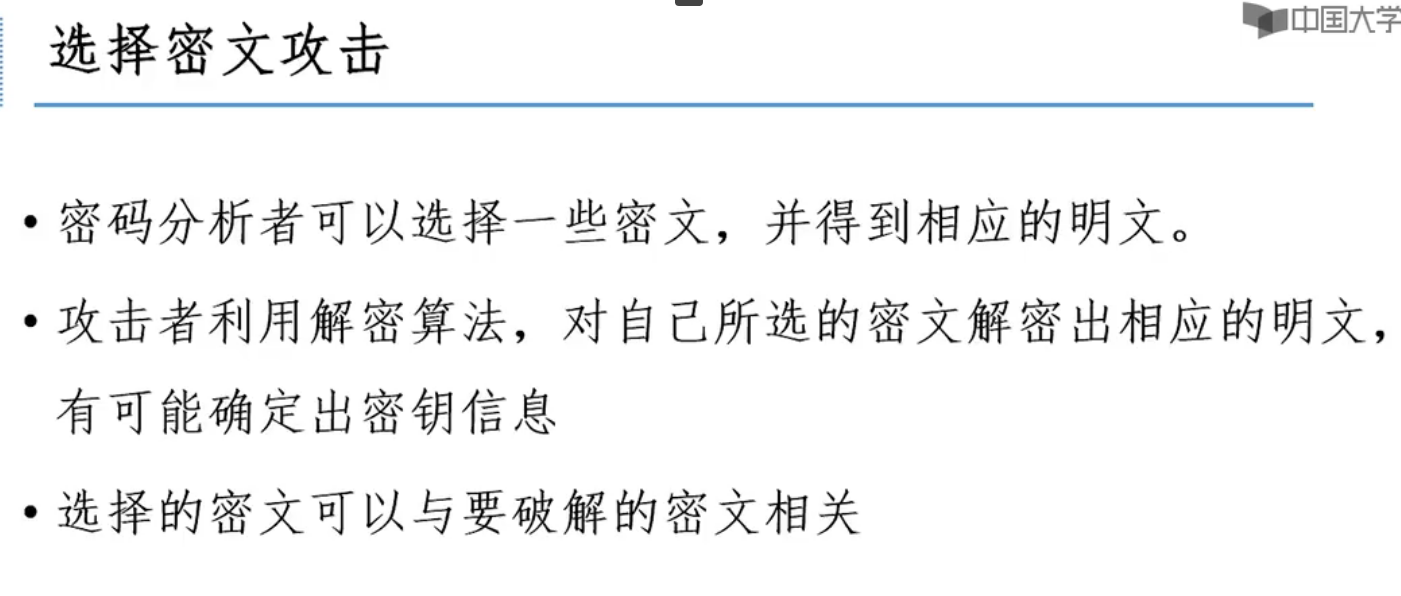 中国大学
选择密文攻击
• 密码分析者可以选择一些密文，并得到相应的明文。
• 攻击者利用解密算法，对自己所选的密文解密出相应的明文，
有可能确定出密钥信息
• 选择的密文可以与要破解的密文相关